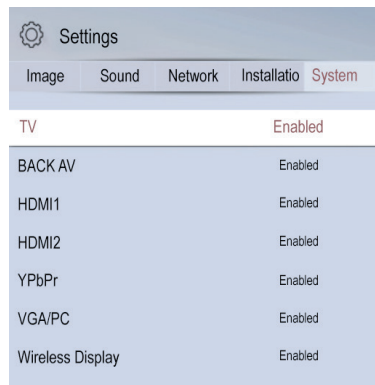 Settings
Image Sound Network Installatio System
TV Enabled
BACK AV Enabled
HDMI1 Enabled
HDMI2 Enabled
YPbPr Enabled
VGA/PC Enabled
Wireless Display Enabled